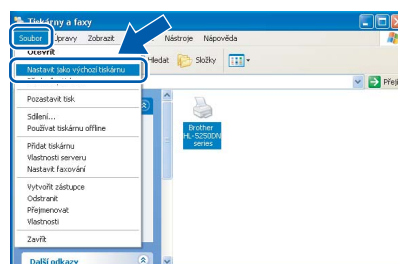 Tiskárny a faxy
Soubor Úpravy Zobrazit Nástroje Nápověda
Otevřít
Hledat Složky
Nastavit jako výchozí tiskárnu
Přej
Pozastavit tisk
Sdílení...
Používat tiskárnu offline
Přidat tiskárnu
Vlastnosti serveru
Nastavit faxování
Vytvořit zástupce
Odstranit
Přejmenovat
Vlastnosti
Zavřít
Další odkazy
Brother
HL-5250DN
series